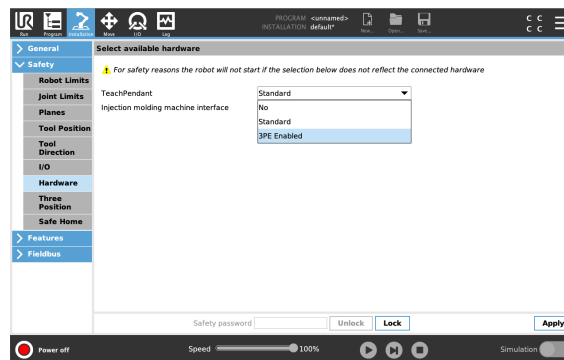 UR
Run
Program
Installation
Move
I/O
Log
PROGRAM <unnamed>
INSTALLATION default*
New...
Open...
Save...
C C
C C
General
Safety
Robot Limits
Joint Limits
Planes
Tool Position
Tool
Direction
I/O
Hardware
Three
Position
Safe Home
Features
Fieldbus
Select available hardware
For safety reasons the robot will not start if the selection below does not reflect the connected hardware
TeachPendant
Standard
Injection molding machine interface
No
Standard
3PE Enabled
Safety password
Unlock
Lock
Apply
Power off
Speed
100%
Simulation